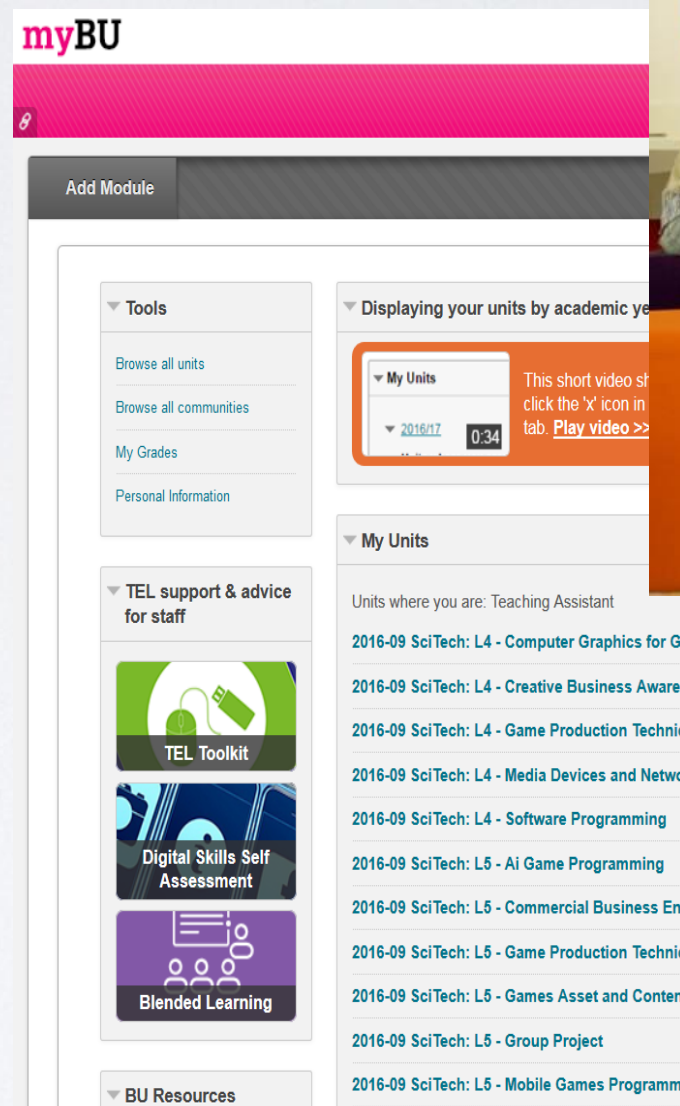 myBU
Add Module
Tools
Browse all units
Browse all communities
My Grades
Personal Information
TEL support & advice
for staff
TEL Toolkit
Digital Skills Self
Assessment
Blended Learning
BU Resources
Displaying your units by academic ye
My Units
2016/17
0:34
This short video sh
click the 'x' icon in
tab. Play video >>
My Units
Units where you are: Teaching Assistant
2016-09 SciTech: L4 - Computer Graphics for G
2016-09 SciTech: L4 - Creative Business Aware
2016-09 SciTech: L4 - Game Production Techni
2016-09 SciTech: L4 - Media Devices and Netwo
2016-09 SciTech: L4 - Software Programming
2016-09 SciTech: L5 - Ai Game Programming
2016-09 SciTech: L5 - Commercial Business En
2016-09 SciTech: L5 - Game Production Techni
2016-09 SciTech: L5 - Games Asset and Conten
2016-09 SciTech: L5 - Group Project
2016-09 SciTech: L5 - Mobile Games Programm